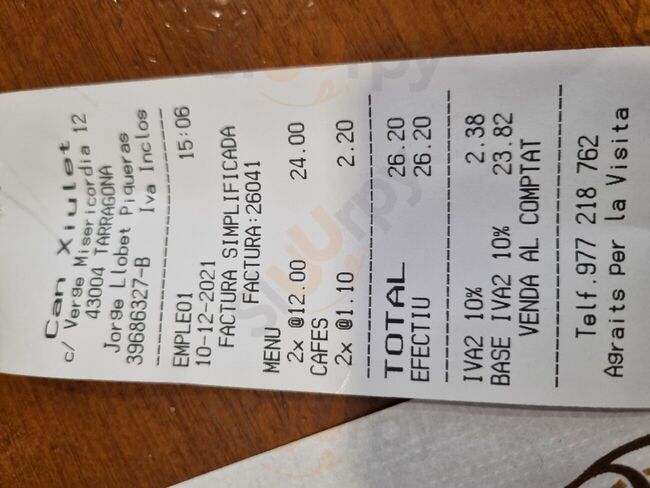 Can Xiulet
c/ Verge Misericordia 12
43004 TARRAGONA
Jorge Llobet Piqueras
39686327-B Iva Inclos
EMPLE01 15:06
10-12-2021
FACTURA SIMPLIFICADA
FACTURA:26041
MENU
2x @12.00 24.00
CAFES
2x @1.10 2.20
TOTAL 26.20
EFECTIU 26.20
IVA2 10% 2.38
BASE IVA2 10% 23.82
VENDA AL COMPTAT
Telf.977 218 762
Agraits Per la Visita